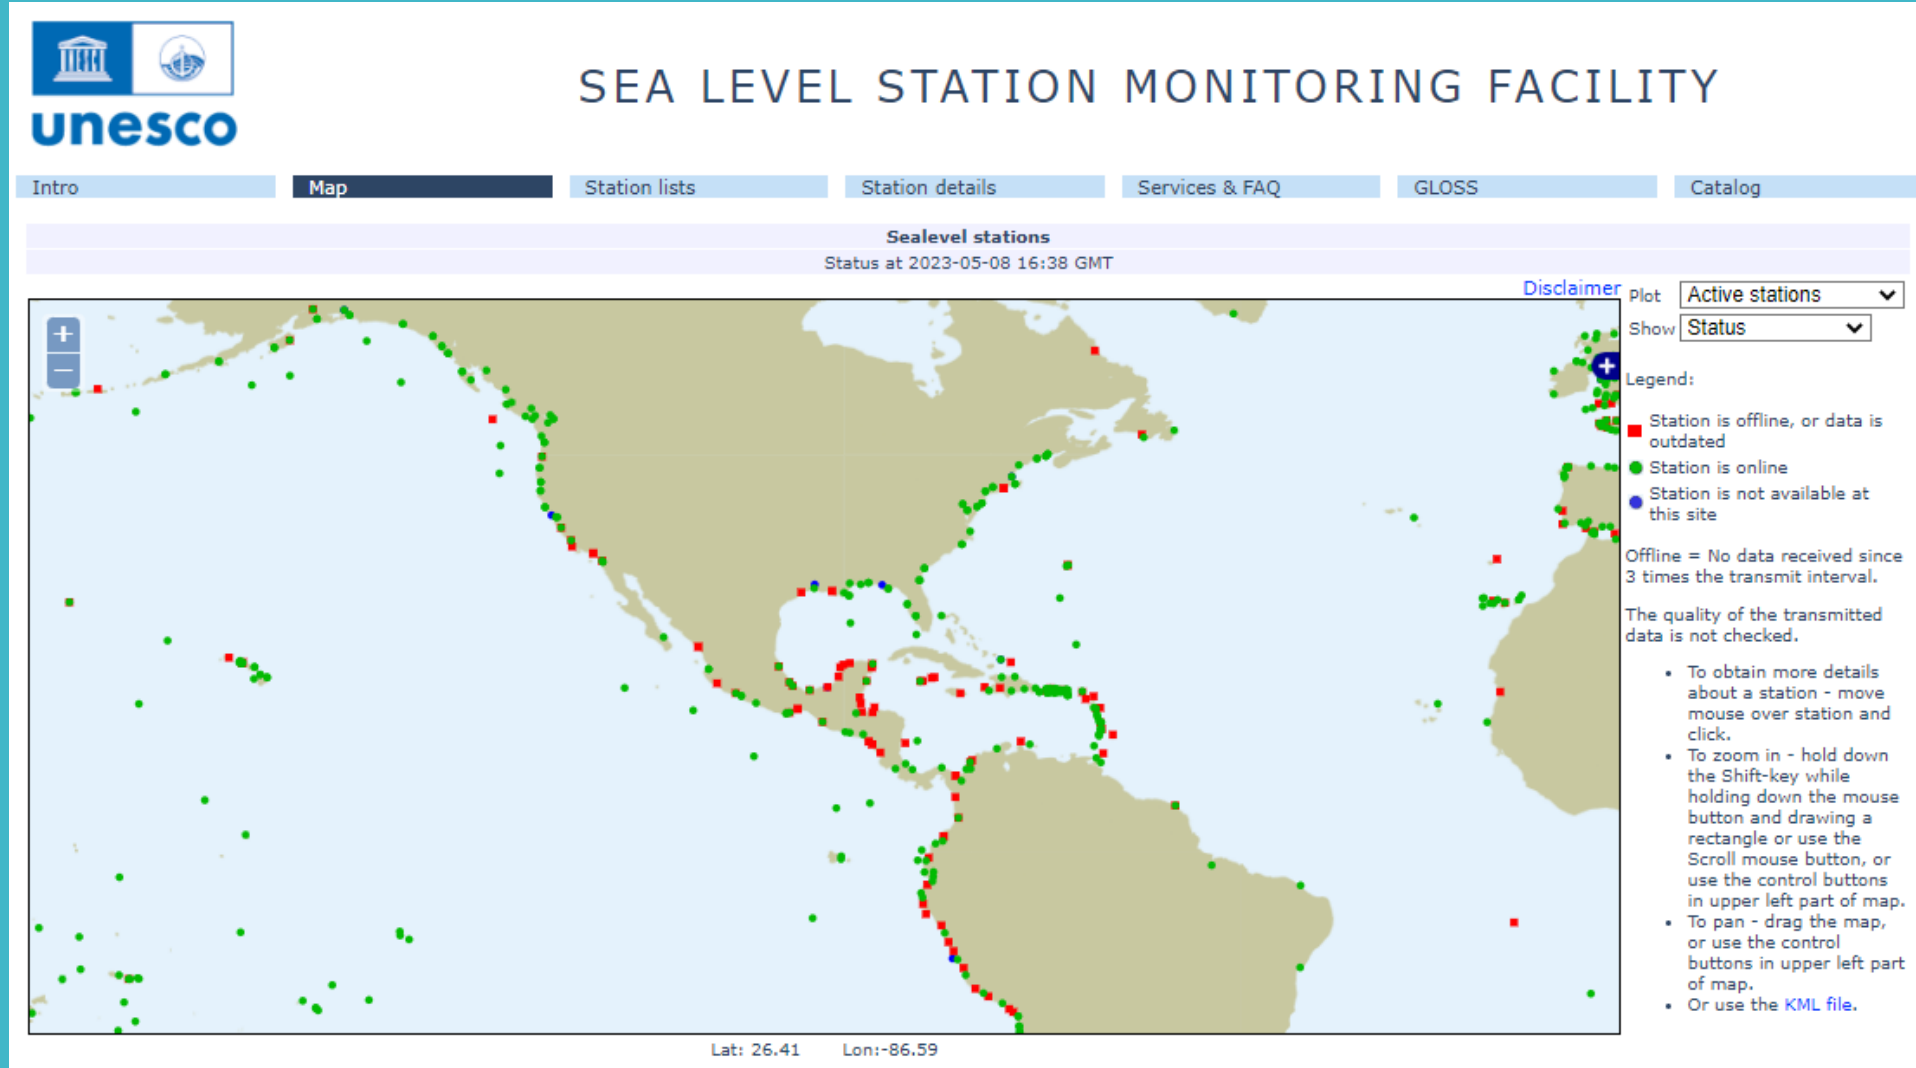 unesco
SEA LEVEL STATION MONITORING FACILITY
Intro
Map
Station lists
Station details
Services & FAQ
GLOSS
Catalog
Sealevel stations
Status at 2023-05-08 16:38 GMT
Disclaimer
Plot Active stations
Show Status
+
−
+
Legend:
Station is offline, or data is
outdated
Station is online
Station is not available at
this site
Offline = No data received since
3 times the transmit interval.
The quality of the transmitted
data is not checked.
• To obtain more details
about a station - move
mouse over station and
click.
• To zoom in - hold down
the Shift-key while
holding down the mouse
button and drawing a
rectangle or use the
Scroll mouse button, or
use the control buttons
in upper left part of map.
• To pan - drag the map,
or use the control
buttons in upper left part
of map.
• Or use the KML file.
Lat: 26.41 Lon:-86.59